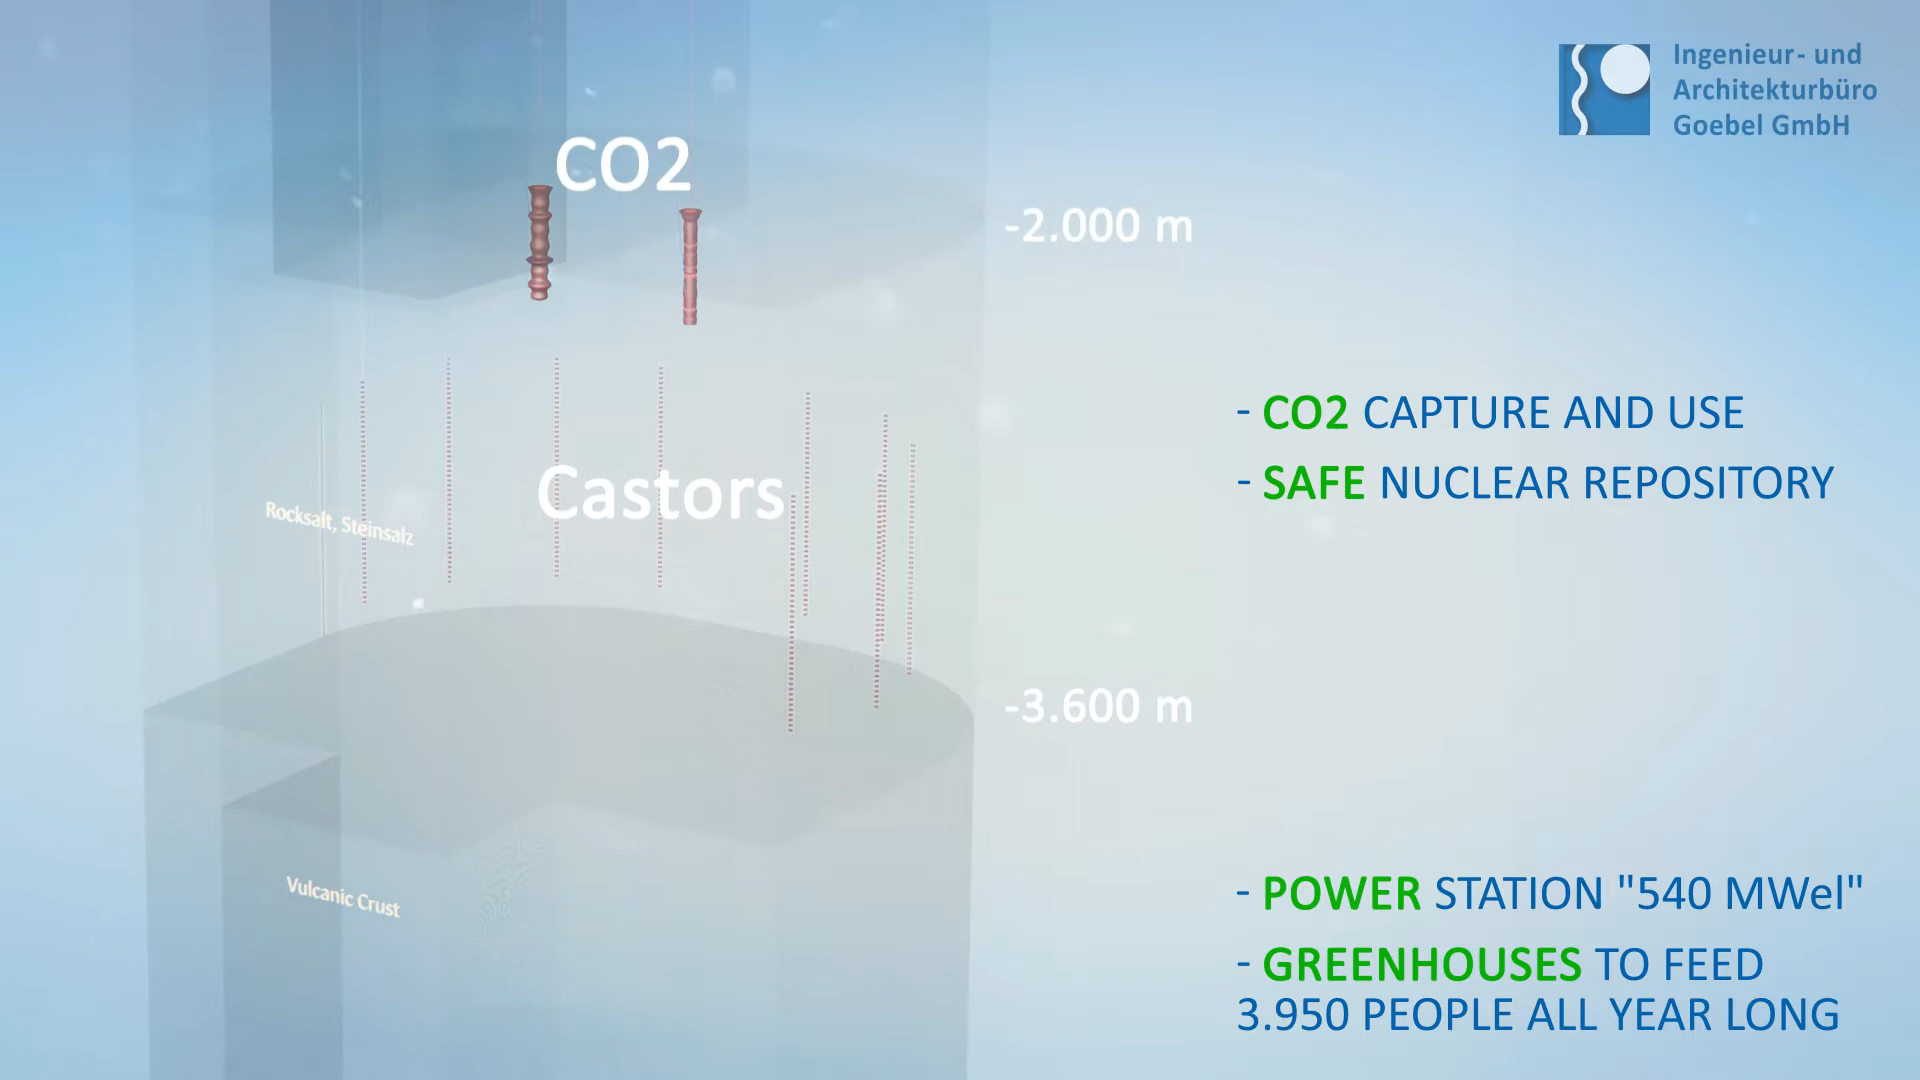 Ingenieur- und
Architekturbüro
Goebel GmbH
CO2
-2.000 m
- CO2 CAPTURE AND USE
- SAFE NUCLEAR REPOSITORY
Castors
Rocksalt, Steinsalz
-3.600 m
Vulcanic Crust
- POWER STATION "540 MWel"
- GREENHOUSES TO FEED
3.950 PEOPLE ALL YEAR LONG